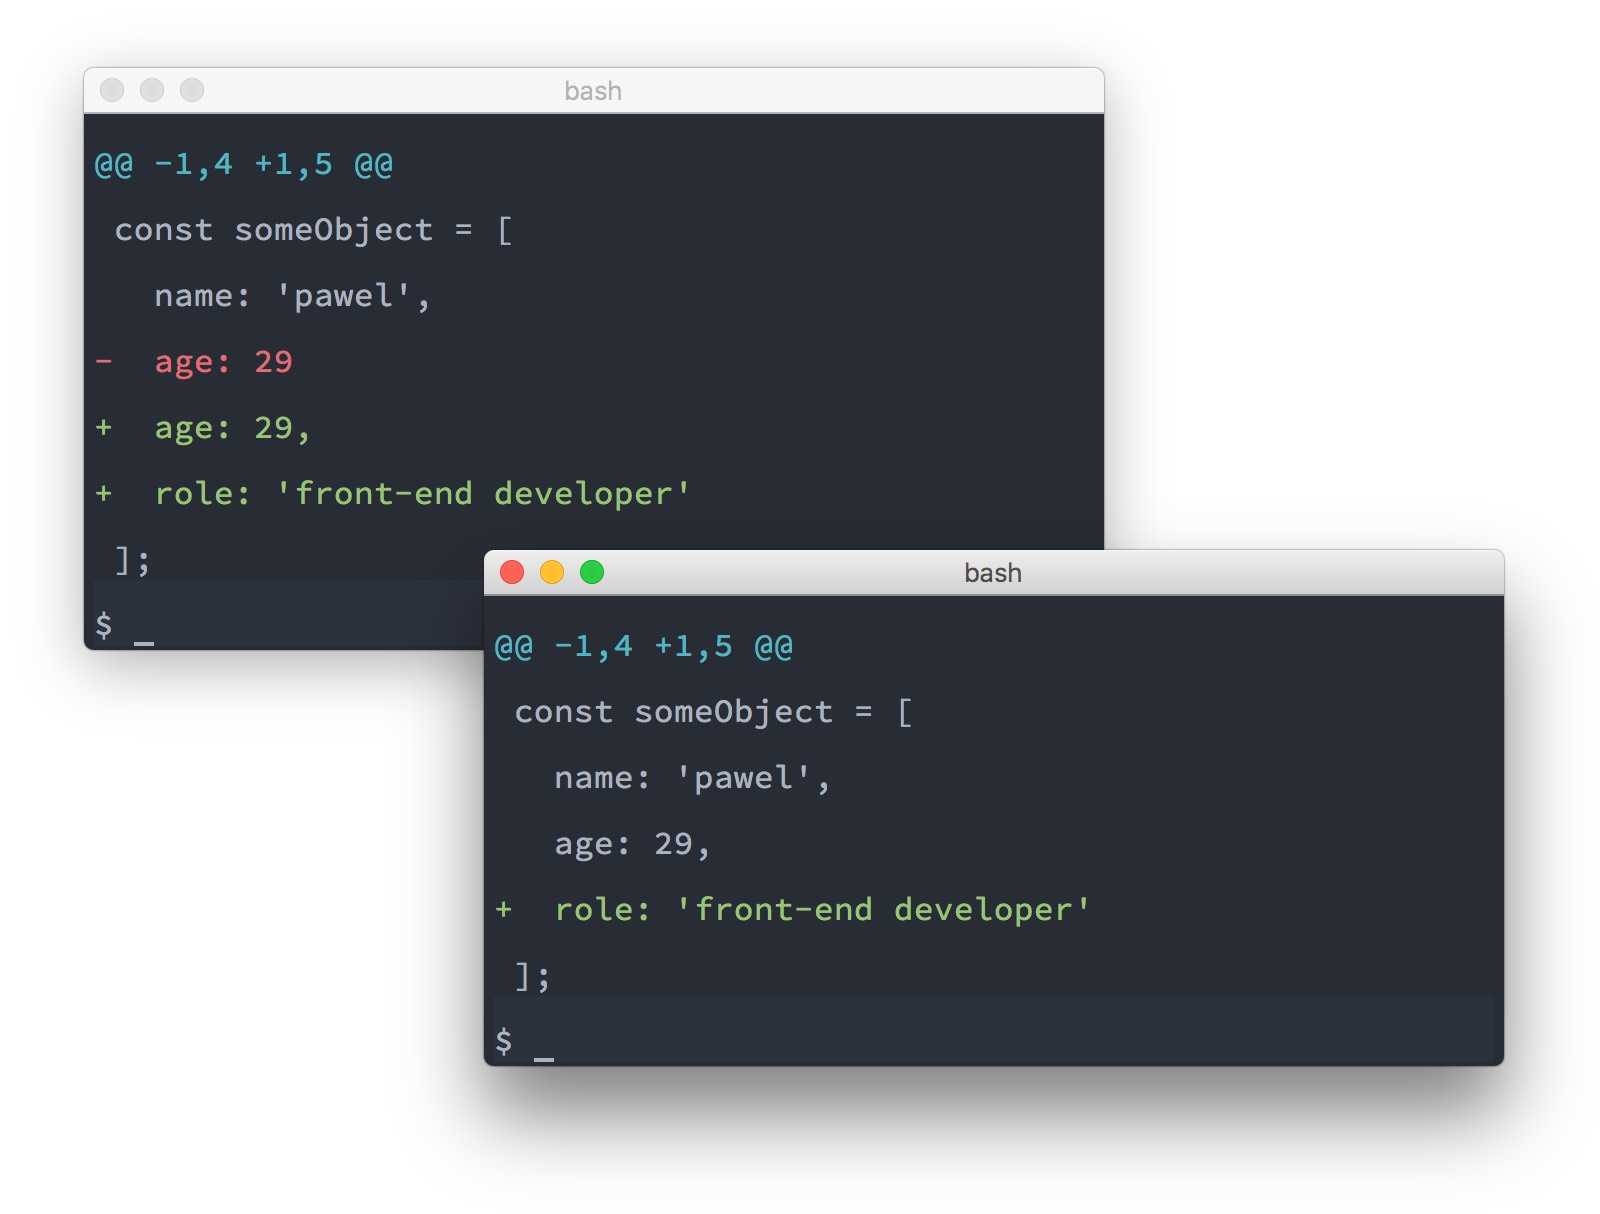 bash
@@ -1,4 +1,5 @@
 const someObject = [
   name: 'pawel',
-  age: 29
+  age: 29,
+  role: 'front-end developer'
 ];
$ _
bash
@@ -1,4 +1,5 @@
 const someObject = [
   name: 'pawel',
   age: 29,
+  role: 'front-end developer'
 ];
$ _